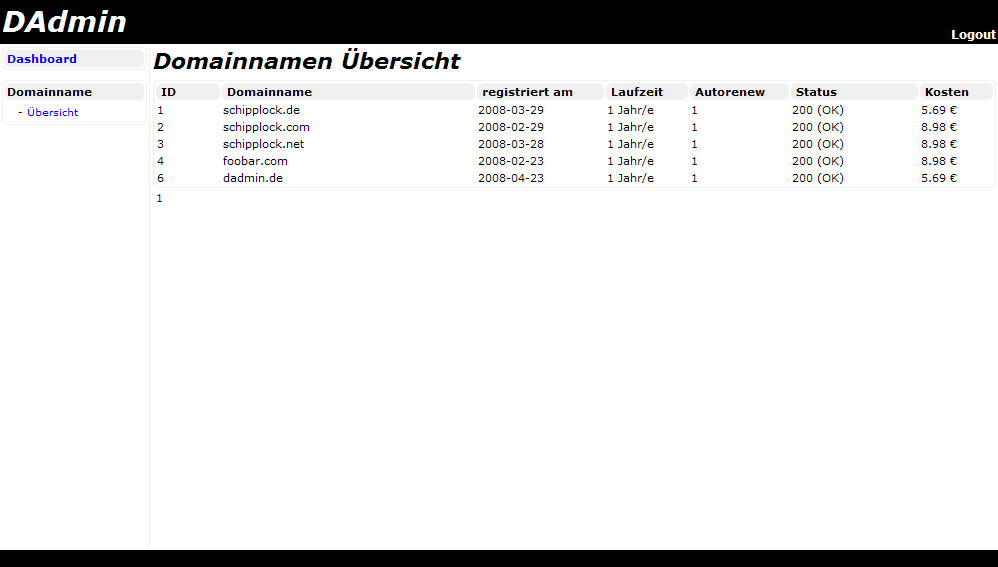 DAdmin
Logout
Dashboard
Domainname
- Übersicht
Domainnamen Übersicht
ID Domainname registriert am Laufzeit Autorenew Status Kosten
1 schipplock.de 2008-03-29 1 Jahr/e 1 200 (OK) 5.69 €
2 schipplock.com 2008-02-29 1 Jahr/e 1 200 (OK) 8.98 €
3 schipplock.net 2008-03-28 1 Jahr/e 1 200 (OK) 8.98 €
4 foobar.com 2008-02-23 1 Jahr/e 1 200 (OK) 8.98 €
6 dadmin.de 2008-04-23 1 Jahr/e 1 200 (OK) 5.69 €
1